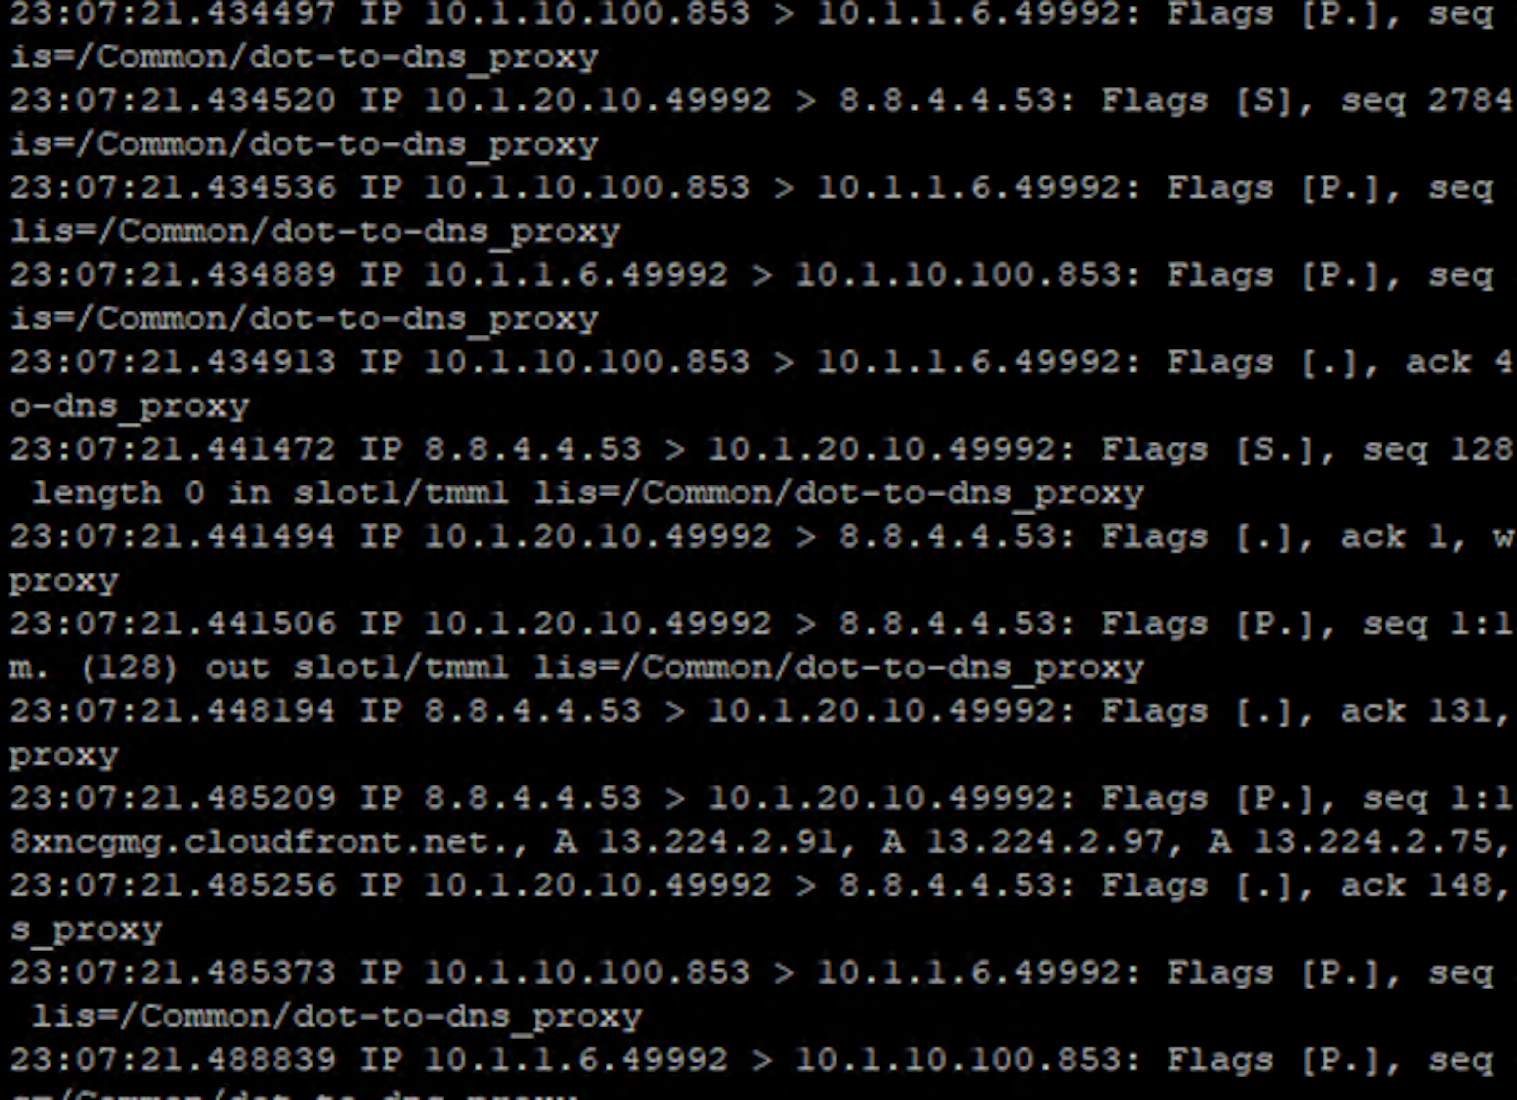 23:07:21.434497 IP 10.1.10.100.853 > 10.1.1.6.49992: Flags [P.], seq
is=/Common/dot-to-dns_proxy
23:07:21.434520 IP 10.1.20.10.49992 > 8.8.4.4.53: Flags [S], seq 2784
is=/Common/dot-to-dns_proxy
23:07:21.434536 IP 10.1.10.100.853 > 10.1.1.6.49992: Flags [P.], seq
lis=/Common/dot-to-dns_proxy
23:07:21.434889 IP 10.1.1.6.49992 > 10.1.10.100.853: Flags [P.], seq
is=/Common/dot-to-dns_proxy
23:07:21.434913 IP 10.1.10.100.853 > 10.1.1.6.49992: Flags [.], ack 4
o-dns_proxy
23:07:21.441472 IP 8.8.4.4.53 > 10.1.20.10.49992: Flags [S.], seq 128
length 0 in slot1/tmm1 lis=/Common/dot-to-dns_proxy
23:07:21.441494 IP 10.1.20.10.49992 > 8.8.4.4.53: Flags [.], ack 1, w
proxy
23:07:21.441506 IP 10.1.20.10.49992 > 8.8.4.4.53: Flags [P.], seq 1:1
m. (128) out slot1/tmm1 lis=/Common/dot-to-dns_proxy
23:07:21.448194 IP 8.8.4.4.53 > 10.1.20.10.49992: Flags [.], ack 131,
proxy
23:07:21.485209 IP 8.8.4.4.53 > 10.1.20.10.49992: Flags [P.], seq 1:1
8xncgmg.cloudfront.net., A 13.224.2.91, A 13.224.2.97, A 13.224.2.75,
23:07:21.485256 IP 10.1.20.10.49992 > 8.8.4.4.53: Flags [.], ack 148,
s_proxy
23:07:21.485373 IP 10.1.10.100.853 > 10.1.1.6.49992: Flags [P.], seq
lis=/Common/dot-to-dns_proxy
23:07:21.488839 IP 10.1.1.6.49992 > 10.1.10.100.853: Flags [P.], seq